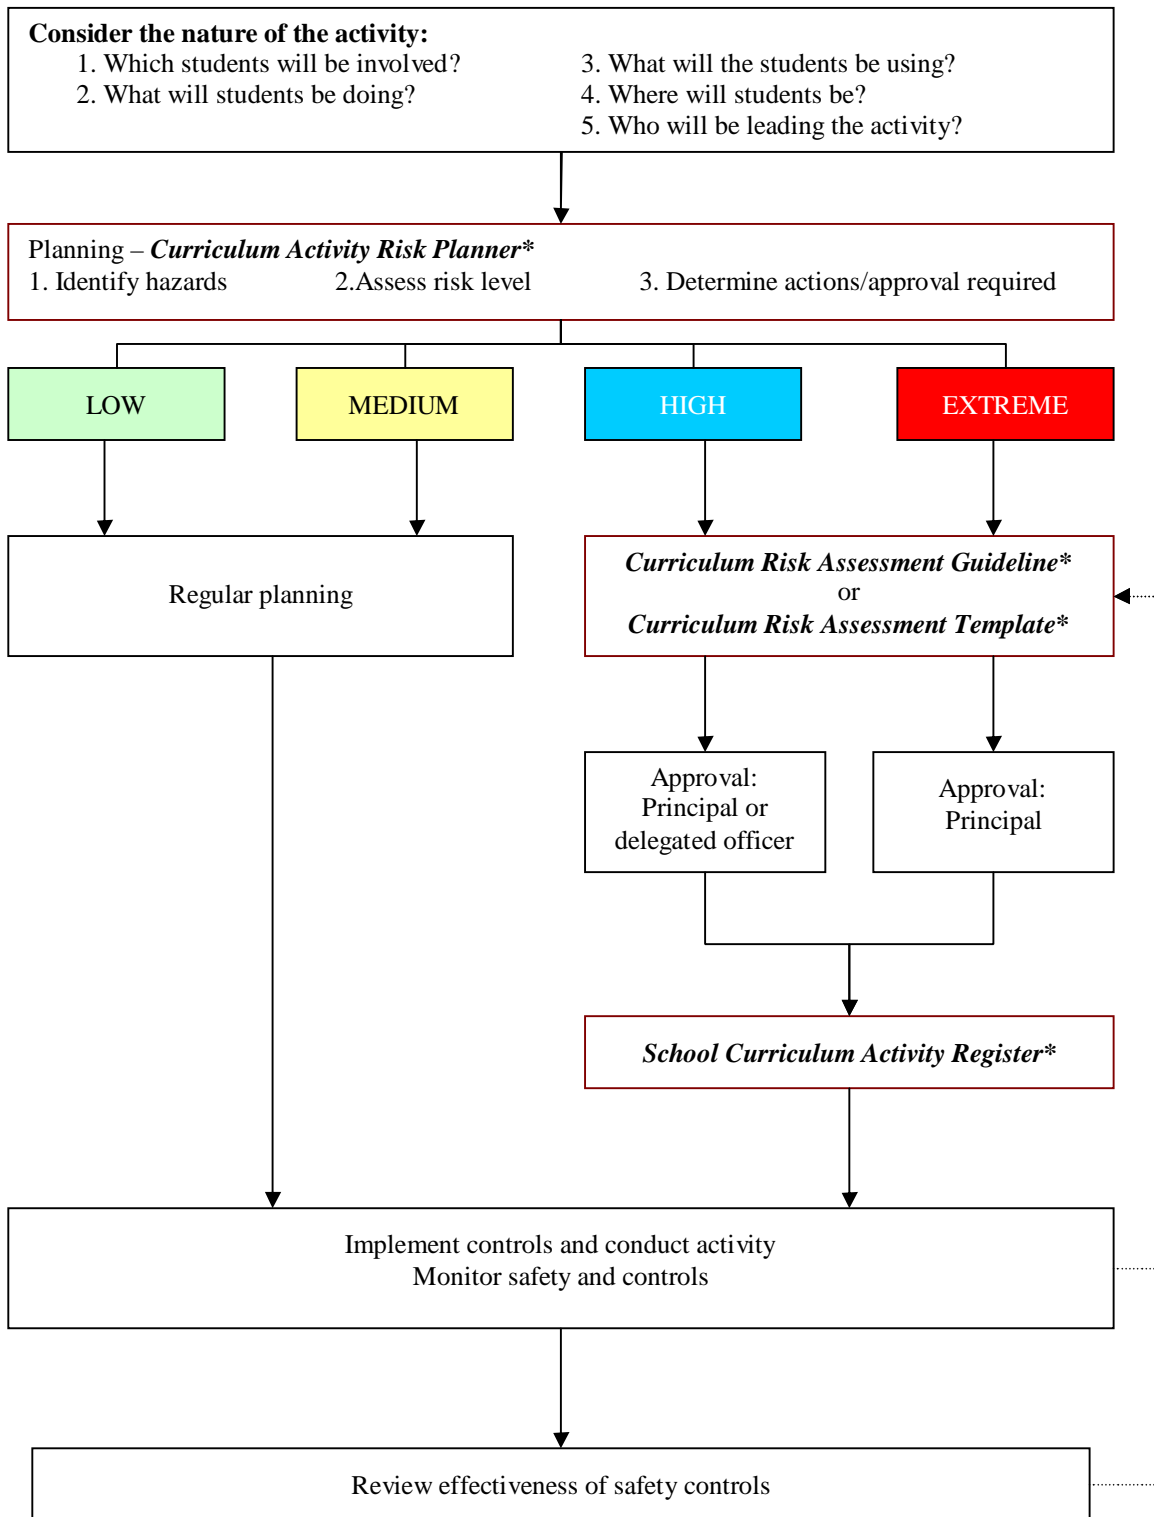 Consider the nature of the activity:
1. Which students will be involved?
2. What will students be doing?
3. What will the students be using?
4. Where will students be?
5. Who will be leading the activity?
Planning – Curriculum Activity Risk Planner*
1. Identify hazards 2.Assess risk level 3. Determine actions/approval required
LOW
MEDIUM
HIGH
EXTREME
Regular planning
Curriculum Risk Assessment Guideline*
or
Curriculum Risk Assessment Template*
Approval:
Principal or
delegated officer
Approval:
Principal
School Curriculum Activity Register*
Implement controls and conduct activity
Monitor safety and controls
Review effectiveness of safety controls